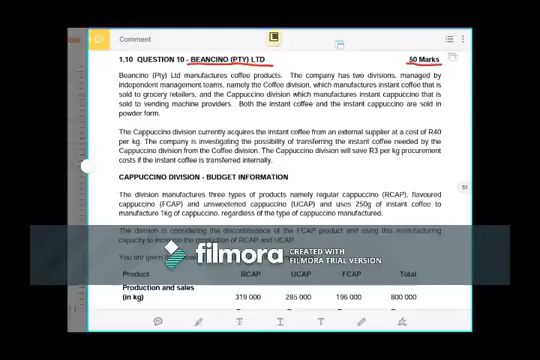 Comment
1.10 QUESTION 10 - BEANCINO (PTY) LTD 50 Marks
Beancino (Pty) Ltd manufactures coffee products. The company has two divisions, managed by
independent management teams, namely the Coffee division, which manufactures instant coffee that is
sold to grocery retailers, and the Cappuccino division which manufactures instant cappuccino that is
sold to vending machine providers. Both the instant coffee and the instant cappuccino are sold in
powder form.
The Cappuccino division currently acquires the instant coffee from an external supplier at a cost of R40
per kg. The company is investigating the possibility of transferring the instant coffee needed by the
Cappuccino division from the Coffee division. The Cappuccino division will save R3 per kg procurement
costs if the instant coffee is transferred internally.
51
CAPPUCCINO DIVISION - BUDGET INFORMATION
The division manufactures three types of products namely regular cappuccino (RCAP), flavoured
cappuccino (FCAP) and unsweetened cappuccino (UCAP) and uses 250g of instant coffee to
manufacture 1kg of cappuccino, regardless of the type of cappuccino manufactured.
The division is considering the discontinuance of the FCAP product and using this manufacturing
capacity to increase the production of RCAP and UCAP
You are given the
filmora
CREATED WITH
FILMORA TRIAL VERSION
Product RCAP UCAP FCAP Total
Production and sales
(in kg) 319 000 285 000 196 000 800 000